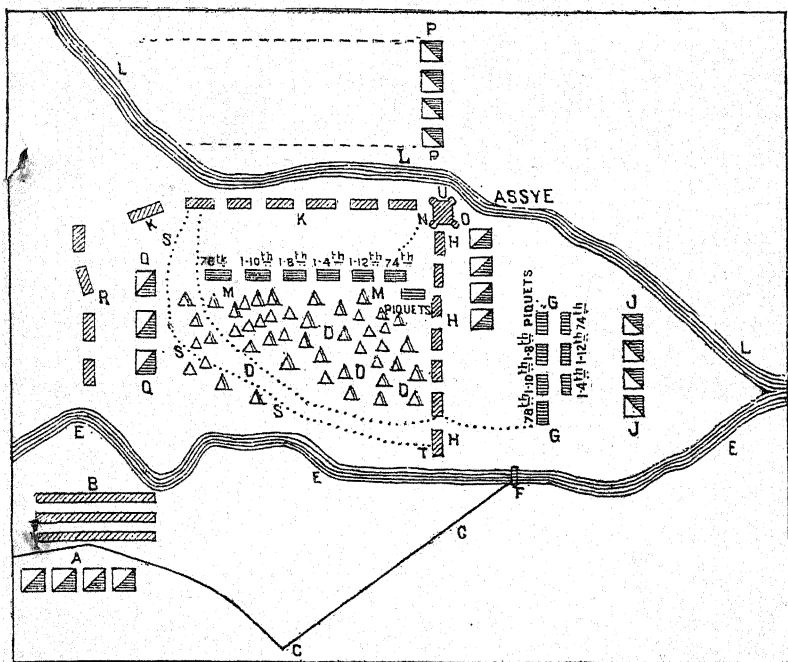 P
L
P
L
U
ASSYE
K
N O
K
S
H
78th 1-10th 1-8th 1-4th 1-12th 74th
Q
R
M M
PIQUETS
H
D
S D D D
Q
S
H
T
PIQUETS
1-8th
1-10th
78th
G
74th
1-12th
1-4th
G
J
J
L
E
E
E
F
B
C
A
C